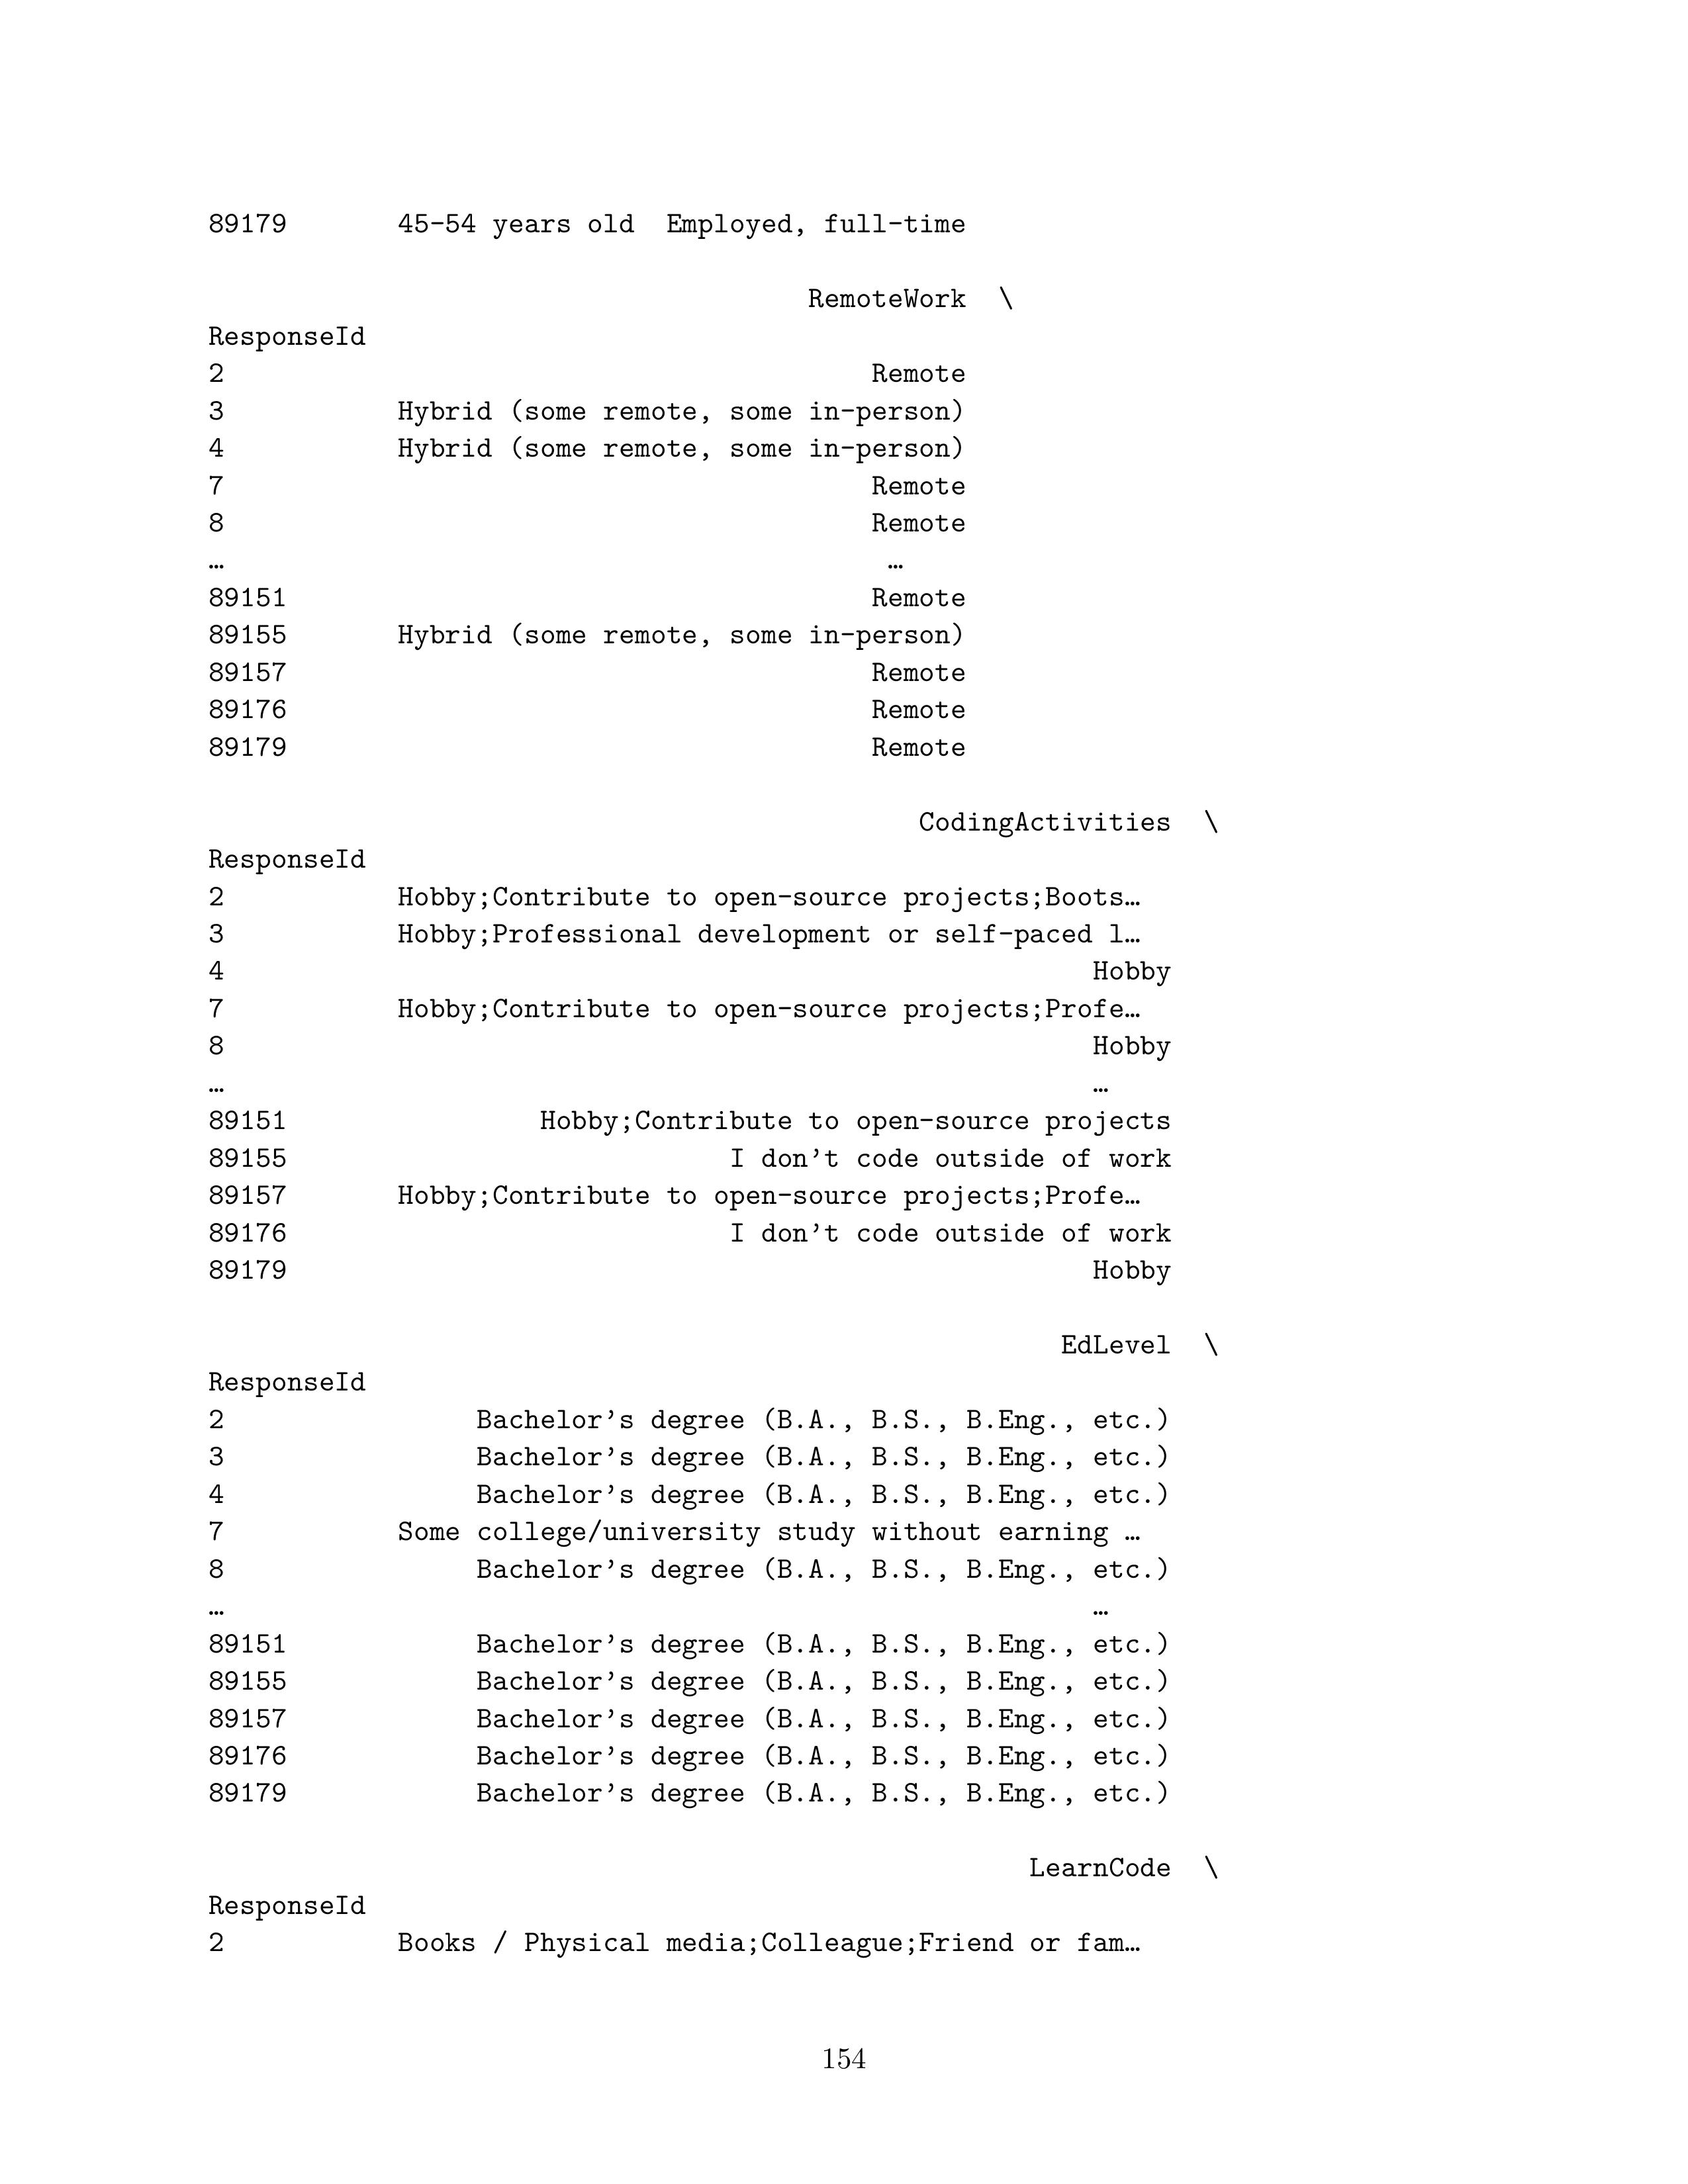 89179       45-54 years old  Employed, full-time
RemoteWork  \
ResponseId
2                                         Remote
3           Hybrid (some remote, some in-person)
4           Hybrid (some remote, some in-person)
7                                         Remote
8                                         Remote
…                                          …
89151                                     Remote
89155       Hybrid (some remote, some in-person)
89157                                     Remote
89176                                     Remote
89179                                     Remote
CodingActivities  \
ResponseId
2           Hobby;Contribute to open-source projects;Boots…
3           Hobby;Professional development or self-paced l…
4                                                       Hobby
7           Hobby;Contribute to open-source projects;Profe…
8                                                       Hobby
…                                                       …
89151                Hobby;Contribute to open-source projects
89155                            I don't code outside of work
89157       Hobby;Contribute to open-source projects;Profe…
89176                            I don't code outside of work
89179                                                   Hobby
EdLevel  \
ResponseId
2                Bachelor's degree (B.A., B.S., B.Eng., etc.)
3                Bachelor's degree (B.A., B.S., B.Eng., etc.)
4                Bachelor's degree (B.A., B.S., B.Eng., etc.)
7           Some college/university study without earning …
8                Bachelor's degree (B.A., B.S., B.Eng., etc.)
…                                                       …
89151            Bachelor's degree (B.A., B.S., B.Eng., etc.)
89155            Bachelor's degree (B.A., B.S., B.Eng., etc.)
89157            Bachelor's degree (B.A., B.S., B.Eng., etc.)
89176            Bachelor's degree (B.A., B.S., B.Eng., etc.)
89179            Bachelor's degree (B.A., B.S., B.Eng., etc.)
LearnCode  \
ResponseId
2           Books / Physical media;Colleague;Friend or fam…
154